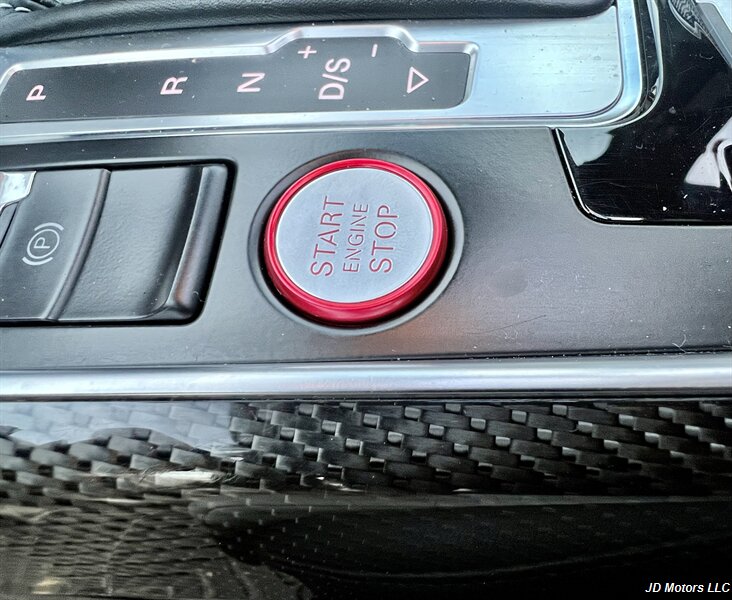 P R N + D/S −
START
ENGINE
STOP
(P)
JD Motors LLC